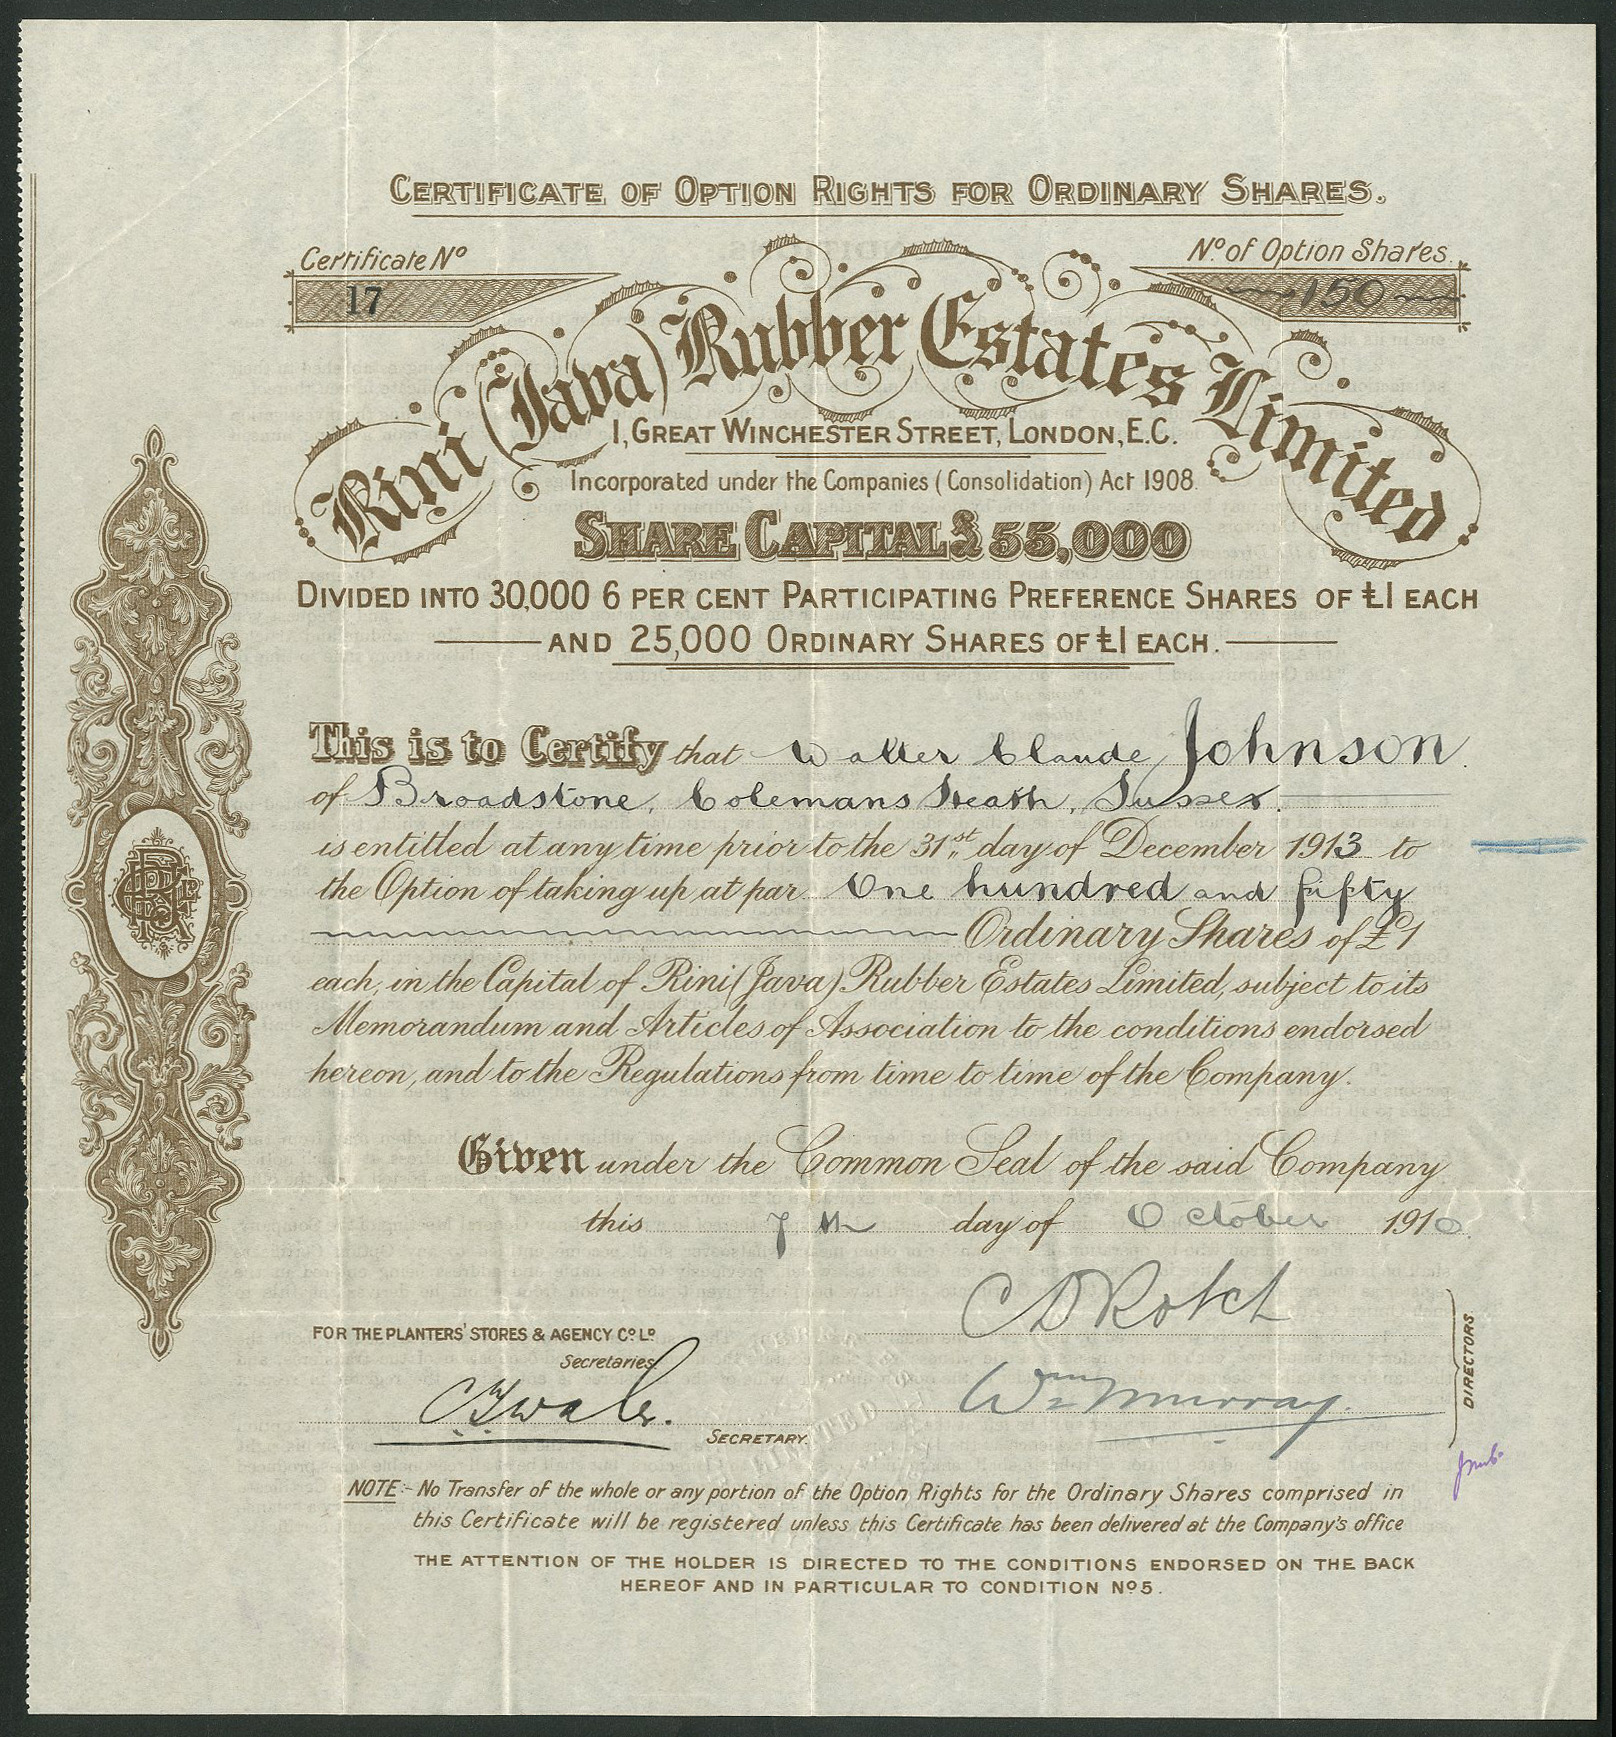 CERTIFICATE OF OPTION RIGHTS FOR ORDINARY SHARES.
Certificate No
No. of Option Shares.
17
150
Rini (Java) Rubber Estates Limited
1, GREAT WINCHESTER STREET, LONDON, E.C.
Incorporated under the Companies (Consolidation) Act 1908.
SHARE CAPITAL £55,000
DIVIDED INTO 30,000 6 PER CENT PARTICIPATING PREFERENCE SHARES OF £1 EACH
AND 25,000 ORDINARY SHARES OF £1 EACH.
This is to Certify that Walter Claude Johnson.
of Broadstone, Colemans Heath, Sussex.
is entitled at any time prior to the 31st day of December 1913 to
the Option of taking up at par One hundred and fifty
Ordinary Shares of £1
each, in the Capital of Rini (Java) Rubber Estates Limited, subject to its
Memorandum and Articles of Association to the conditions endorsed
hereon, and to the Regulations from time to time of the Company.
Given under the Common Seal of the said Company
this 7th day of October 1910.
C D Rotch
FOR THE PLANTERS' STORES & AGENCY Co Ld
Secretaries.
Wm Murray.
DIRECTORS.
SECRETARY.
NOTE:- No Transfer of the whole or any portion of the Option Rights for the Ordinary Shares comprised in
this Certificate will be registered unless this Certificate has been delivered at the Company's office
THE ATTENTION OF THE HOLDER IS DIRECTED TO THE CONDITIONS ENDORSED ON THE BACK
HEREOF AND IN PARTICULAR TO CONDITION No 5.